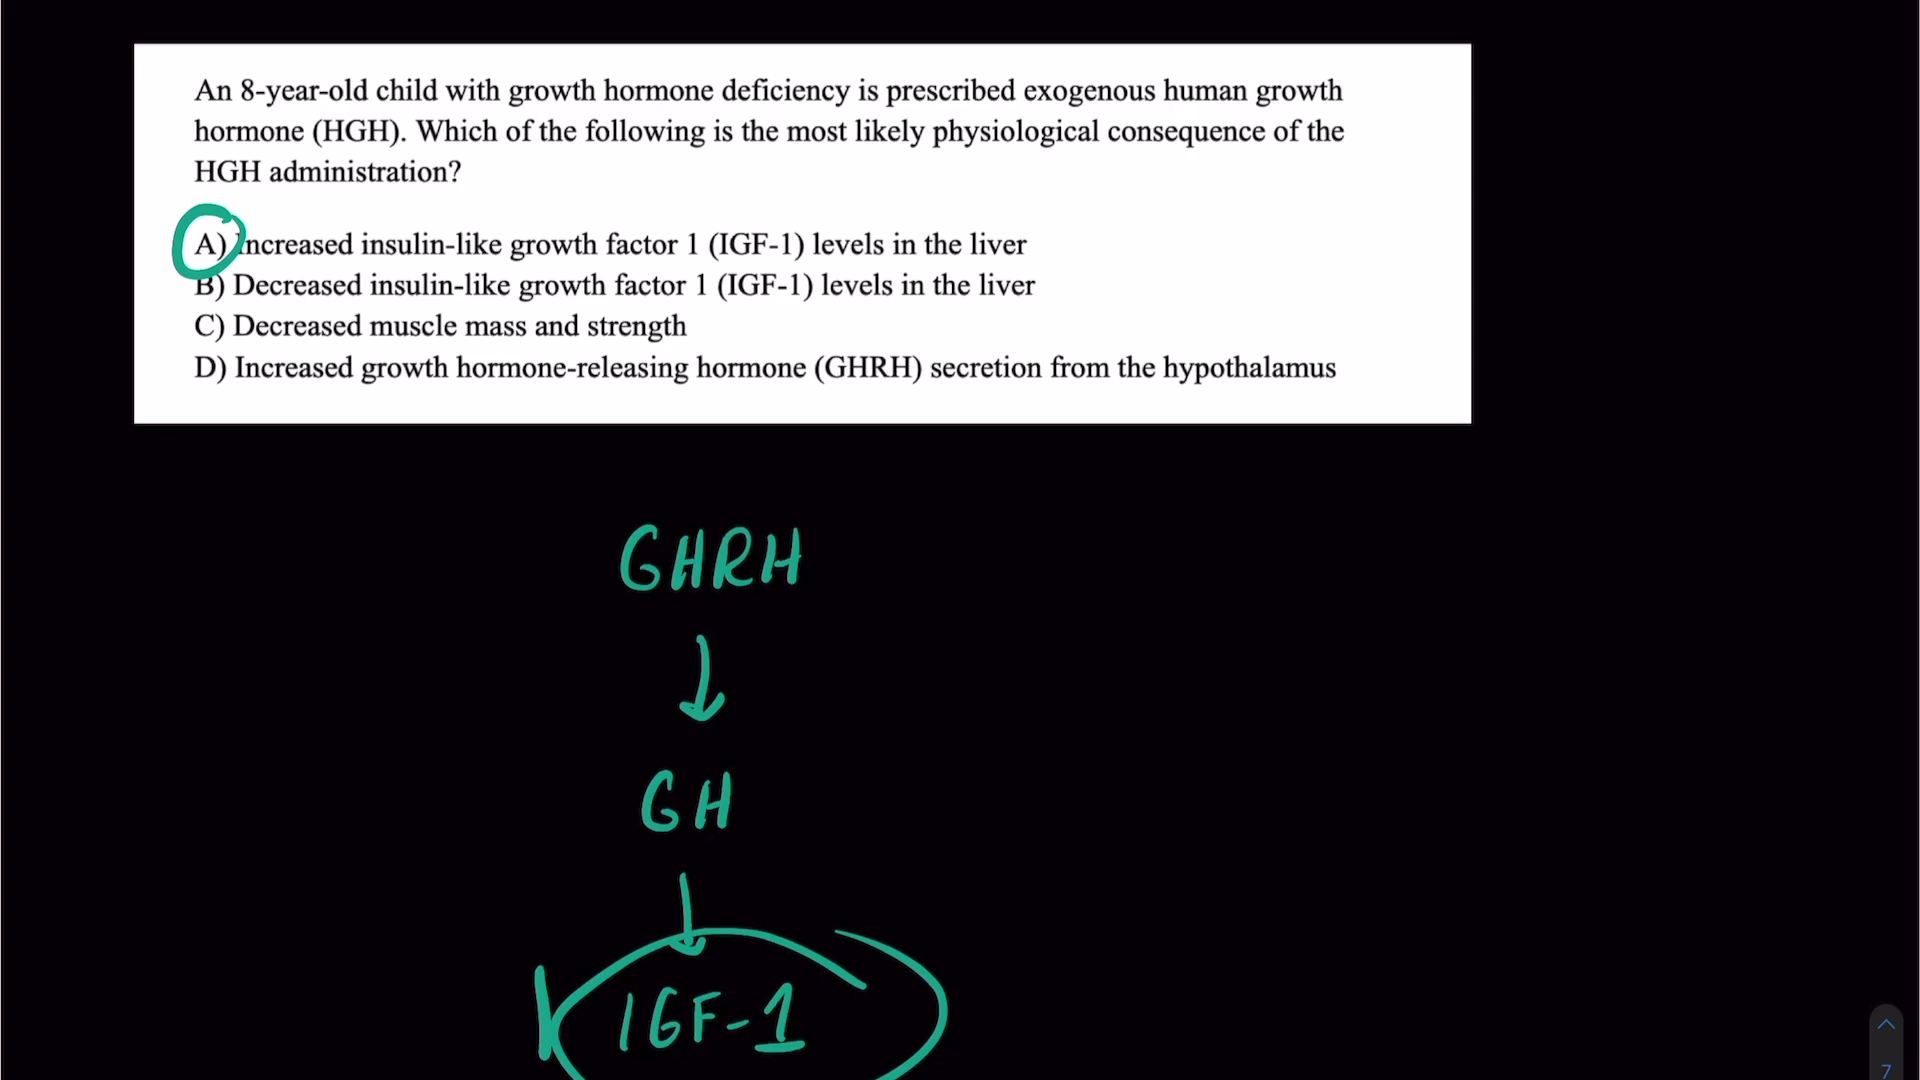 An 8-year-old child with growth hormone deficiency is prescribed exogenous human growth
hormone (HGH). Which of the following is the most likely physiological consequence of the
HGH administration?
A) Increased insulin-like growth factor 1 (IGF-1) levels in the liver
B) Decreased insulin-like growth factor 1 (IGF-1) levels in the liver
C) Decreased muscle mass and strength
D) Increased growth hormone-releasing hormone (GHRH) secretion from the hypothalamus
GHRH
GH
IGF-1
7